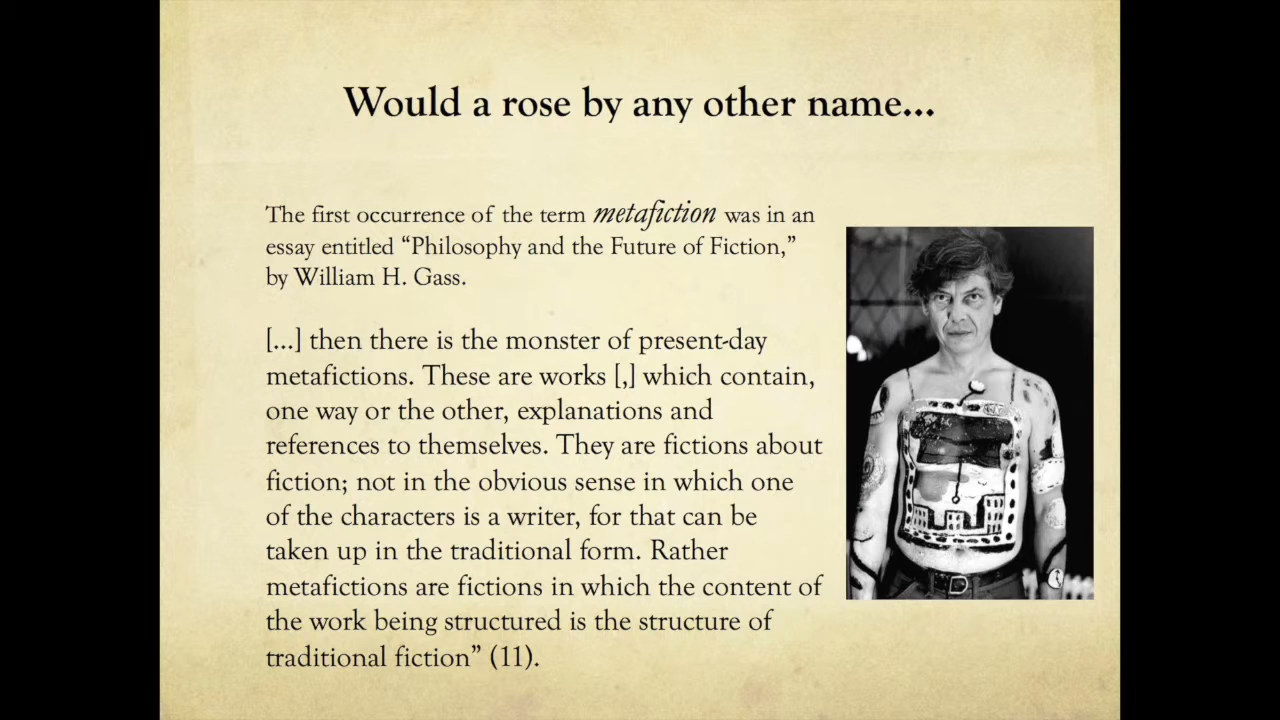 Would a rose by any other name...
The first occurrence of the term metafiction was in an
essay entitled “Philosophy and the Future of Fiction,”
by William H. Gass.
[...] then there is the monster of present-day
metafictions. These are works [,] which contain,
one way or the other, explanations and
references to themselves. They are fictions about
fiction; not in the obvious sense in which one
of the characters is a writer, for that can be
taken up in the traditional form. Rather
metafictions are fictions in which the content of
the work being structured is the structure of
traditional fiction” (11).